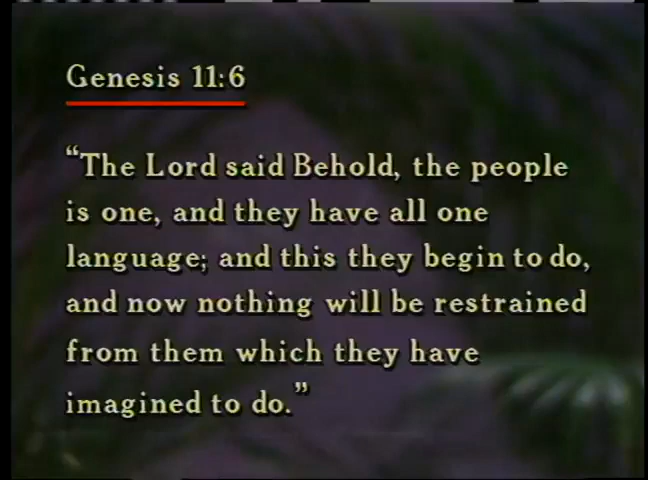 Genesis 11:6
“The Lord said Behold, the people
is one, and they have all one
language; and this they begin to do,
and now nothing will be restrained
from them which they have
imagined to do.”